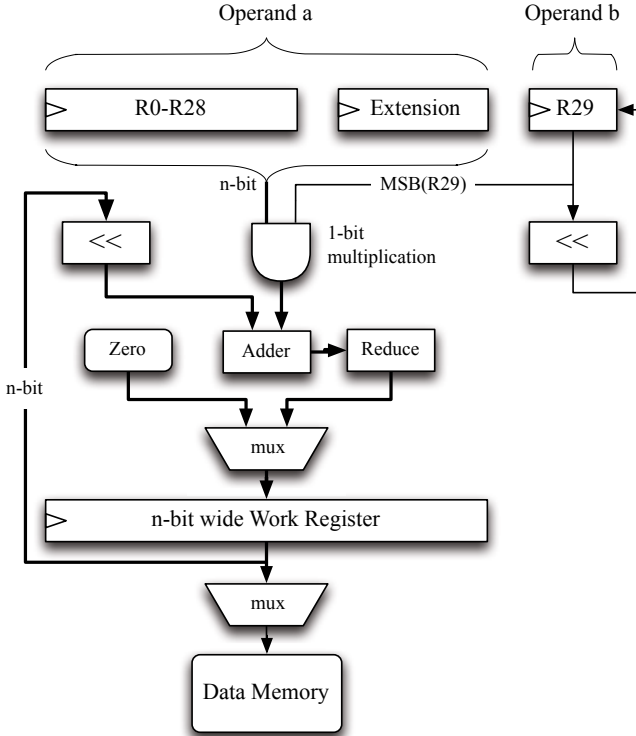 Operand a
Operand b
R0-R28
Extension
R29
n-bit
MSB(R29)
<<
1-bit
multiplication
<<
Zero
Adder
Reduce
n-bit
mux
n-bit wide Work Register
mux
Data Memory